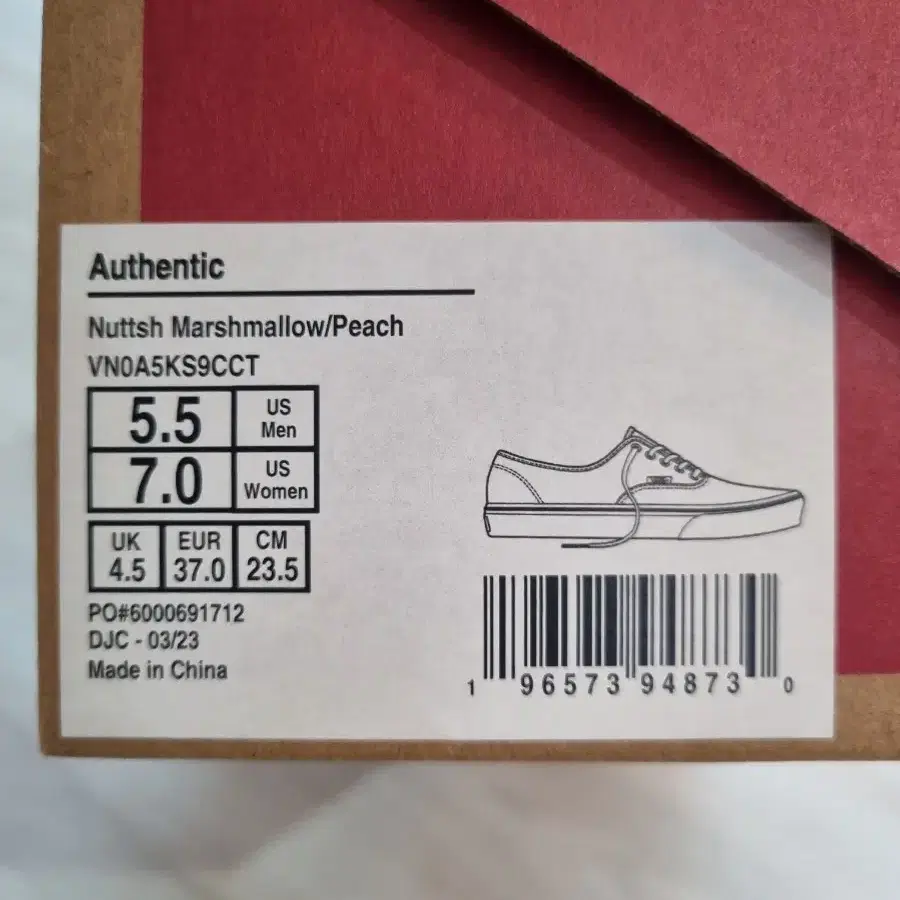 Authentic
Nuttsh Marshmallow/Peach
VN0A5KS9CCT
5.5 US Men
7.0 US Women
UK EUR CM
4.5 37.0 23.5
PO#6000691712
DJC - 03/23
Made in China
1 96573 94873 0